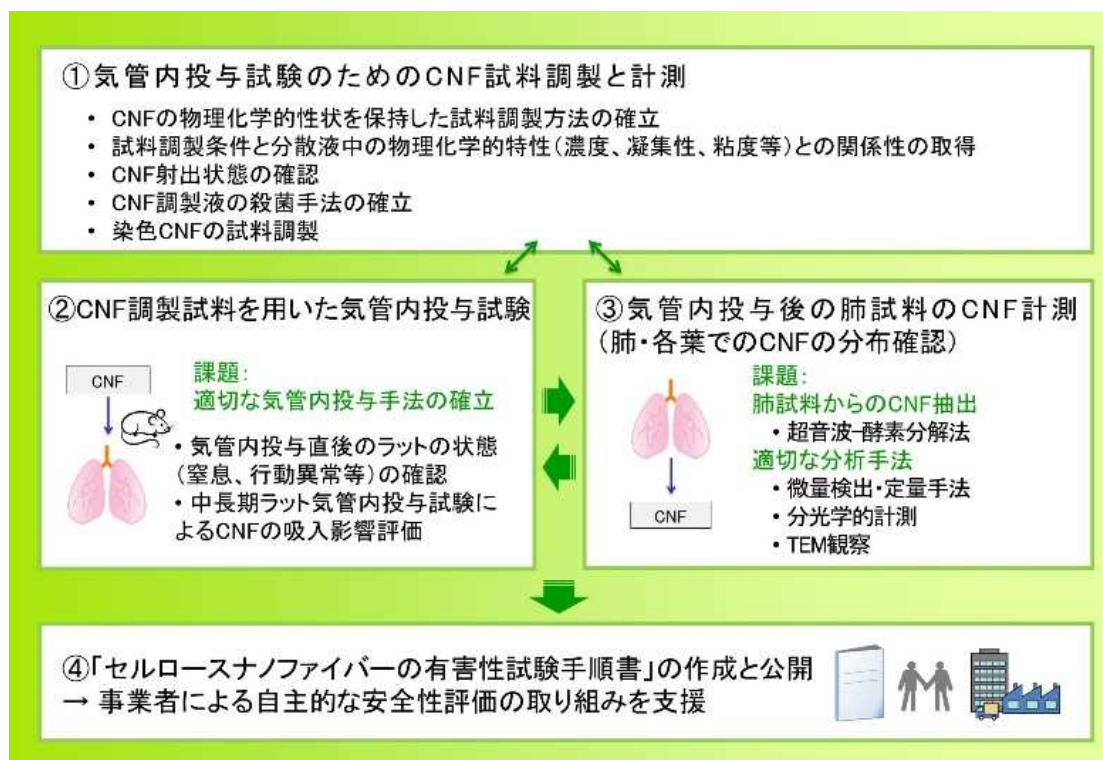 ①気管内投与試験のためのCNF試料調製と計測
• CNFの物理化学的性状を保持した試料調製方法の確立
• 試料調製条件と分散液中の物理化学的特性(濃度、凝集性、粘度等)との関係性の取得
• CNF射出状態の確認
• CNF調製液の殺菌手法の確立
• 染色CNFの試料調製
②CNF調製試料を用いた気管内投与試験
CNF
課題:
適切な気管内投与手法の確立
•気管内投与直後のラットの状態
(窒息、行動異常等)の確認
•中長期ラット気管内投与試験に
よるCNFの吸入影響評価
③気管内投与後の肺試料のCNF計測
(肺・各葉でのCNFの分布確認)
課題:
肺試料からのCNF抽出
•超音波-酵素分解法
適切な分析手法
•微量検出・定量手法
•分光学的計測
•TEM観察
CNF
④「セルロースナノファイバーの有害性試験手順書」の作成と公開
→ 事業者による自主的な安全性評価の取り組みを支援